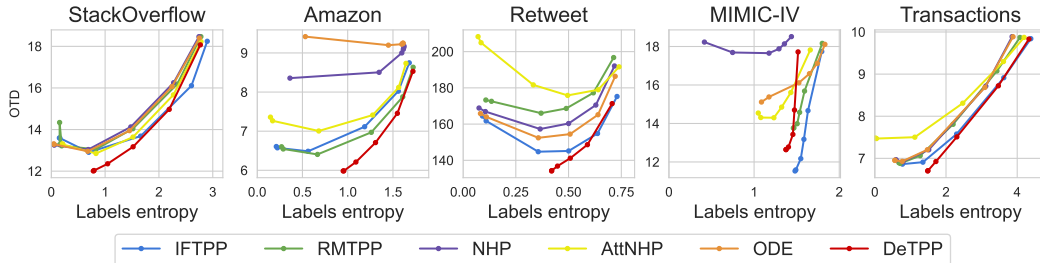 StackOverflow Amazon Retweet MIMIC-IV Transactions
OTD
18
16
14
12
0 1 2 3
9
8
7
6
0.0 0.5 1.0 1.5
200
180
160
140
0.00 0.25 0.50 0.75
18
16
14
12
0 1 2
10
9
8
7
0 2 4
Labels entropy Labels entropy Labels entropy Labels entropy Labels entropy
IFTPP RMTPP NHP AttNHP ODE DeTPP